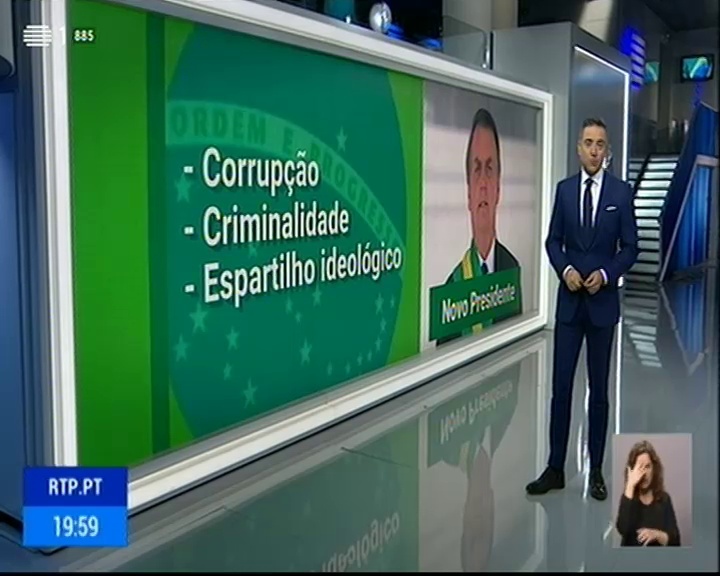 1 885
ORDEM E PROGRESSO
- Corrupção
- Criminalidade
- Espartilho ideológico
Novo Presidente
RTP.PT
19:59